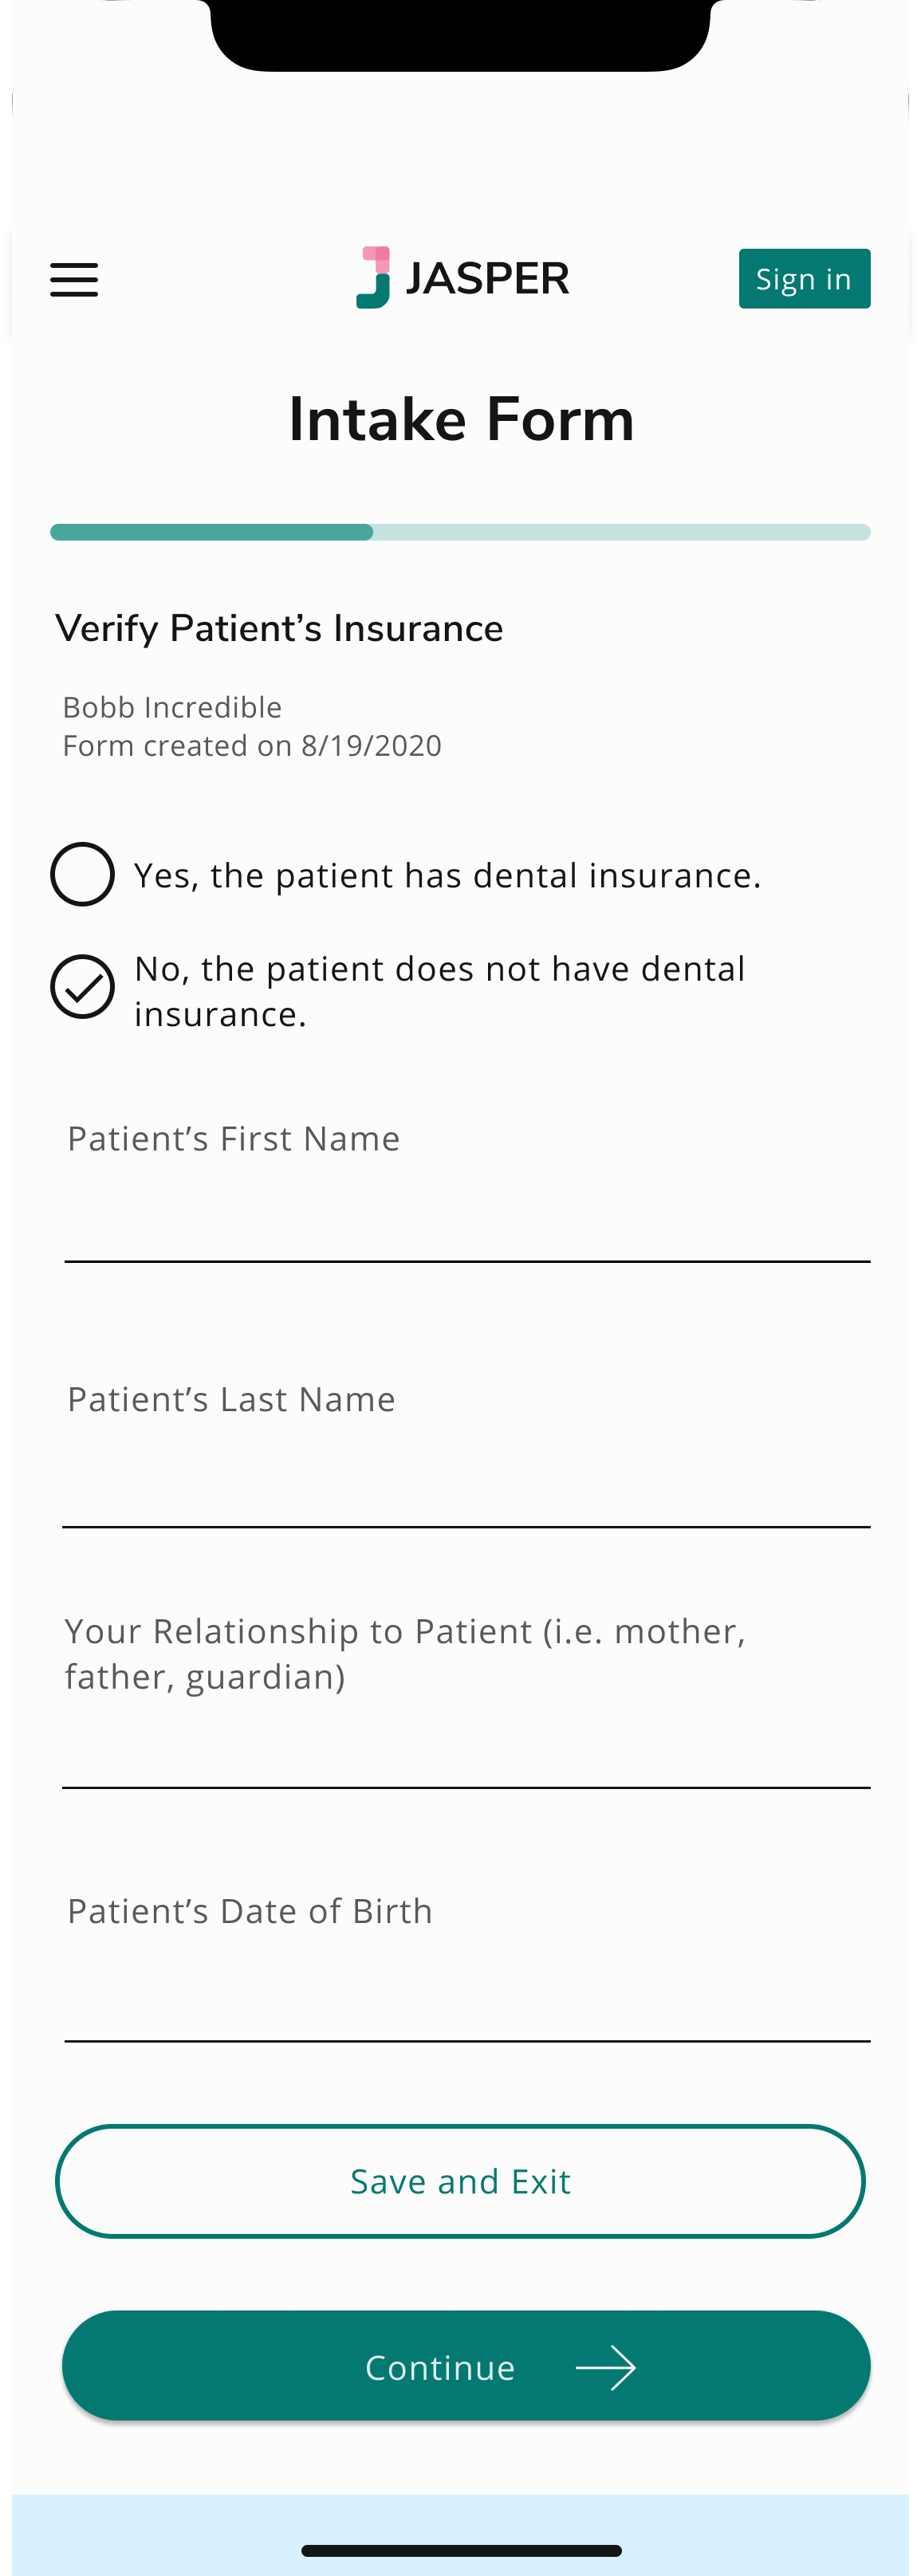 JASPER
Sign in
Intake Form
Verify Patient’s Insurance
Bobb Incredible
Form created on 8/19/2020
Yes, the patient has dental insurance.
No, the patient does not have dental
insurance.
Patient’s First Name
Patient’s Last Name
Your Relationship to Patient (i.e. mother,
father, guardian)
Patient’s Date of Birth
Save and Exit
Continue